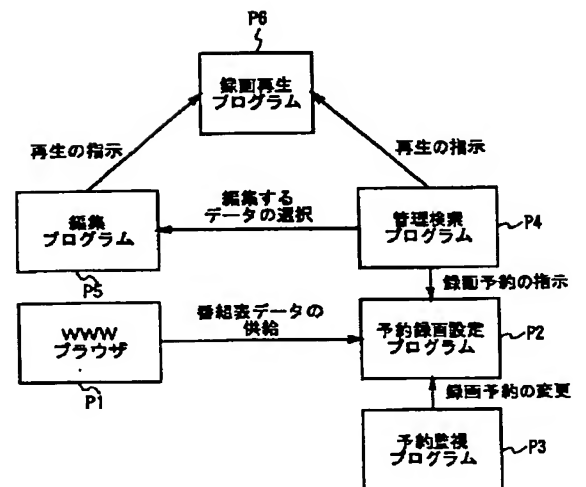 P6
録画再生
プログラム
再生の指示
再生の指示
編集する
データの選択
編集
プログラム
管理検索
プログラム
P4
P5
録画予約の指示
WWW
ブラウザ
番組表データの
供給
予約録画設定
プログラム
P2
P1
録画予約の変更
予約監視
プログラム
P3